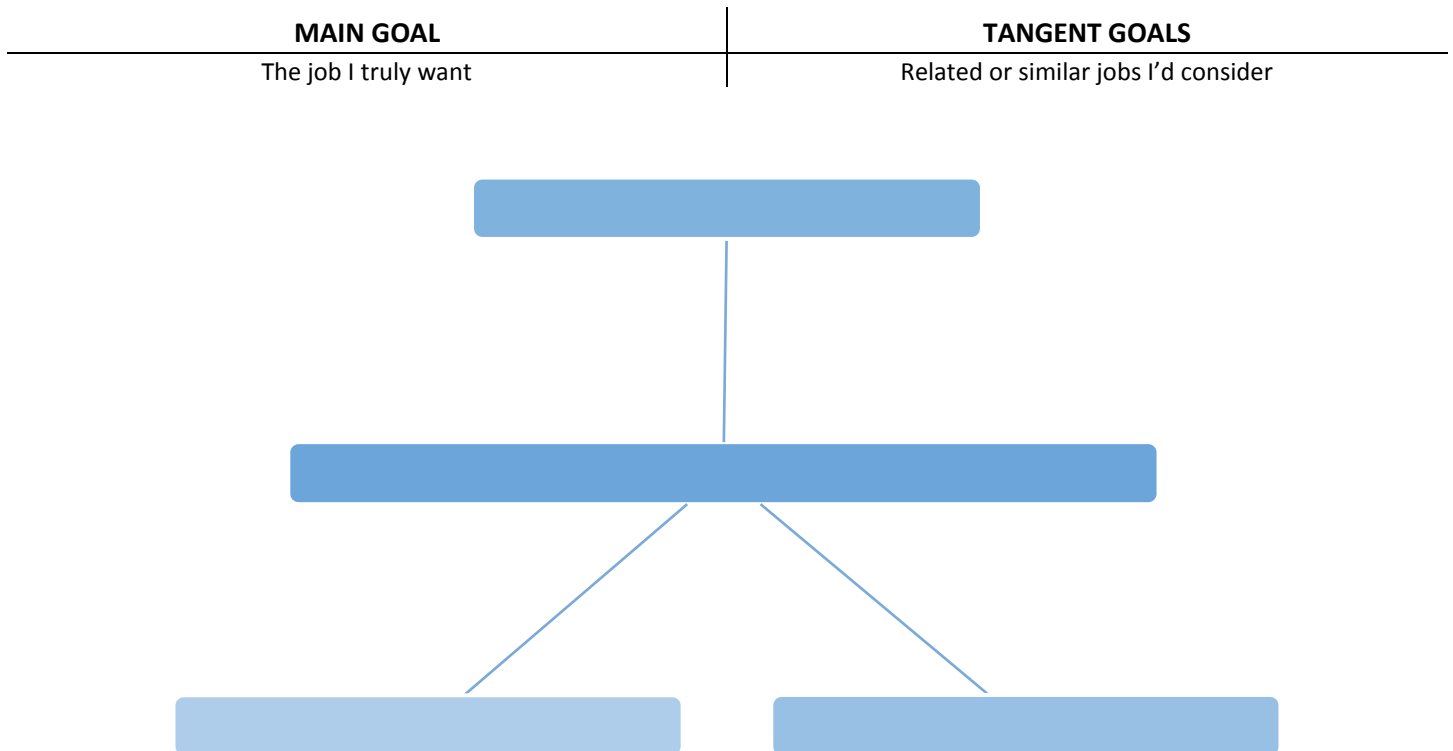 MAIN GOAL
TANGENT GOALS
The job I truly want
Related or similar jobs I’d consider